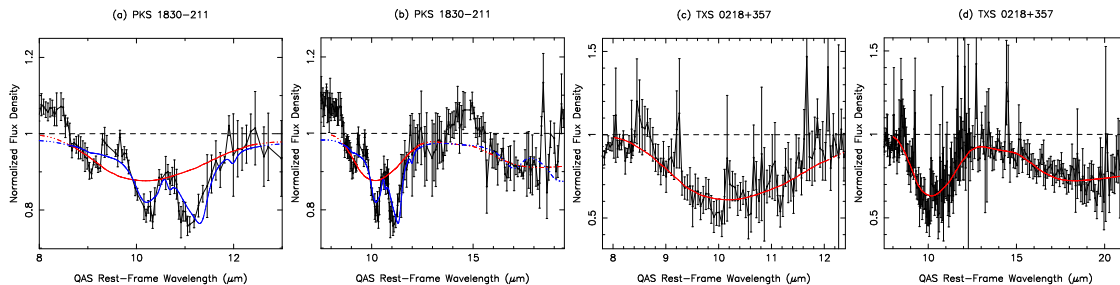 (a) PKS 1830−211
(b) PKS 1830−211
(c) TXS 0218+357
(d) TXS 0218+357
Normalized Flux Density
0.8
1
1.2
8
10
12
QAS Rest−Frame Wavelength (μm)
Normalized Flux Density
0.8
1
1.2
10
15
QAS Rest−Frame Wavelength (μm)
Normalized Flux Density
0.5
1
1.5
8
9
10
11
12
QAS Rest−Frame Wavelength (μm)
Normalized Flux Density
0.5
1
1.5
10
15
20
QAS Rest−Frame Wavelength (μm)